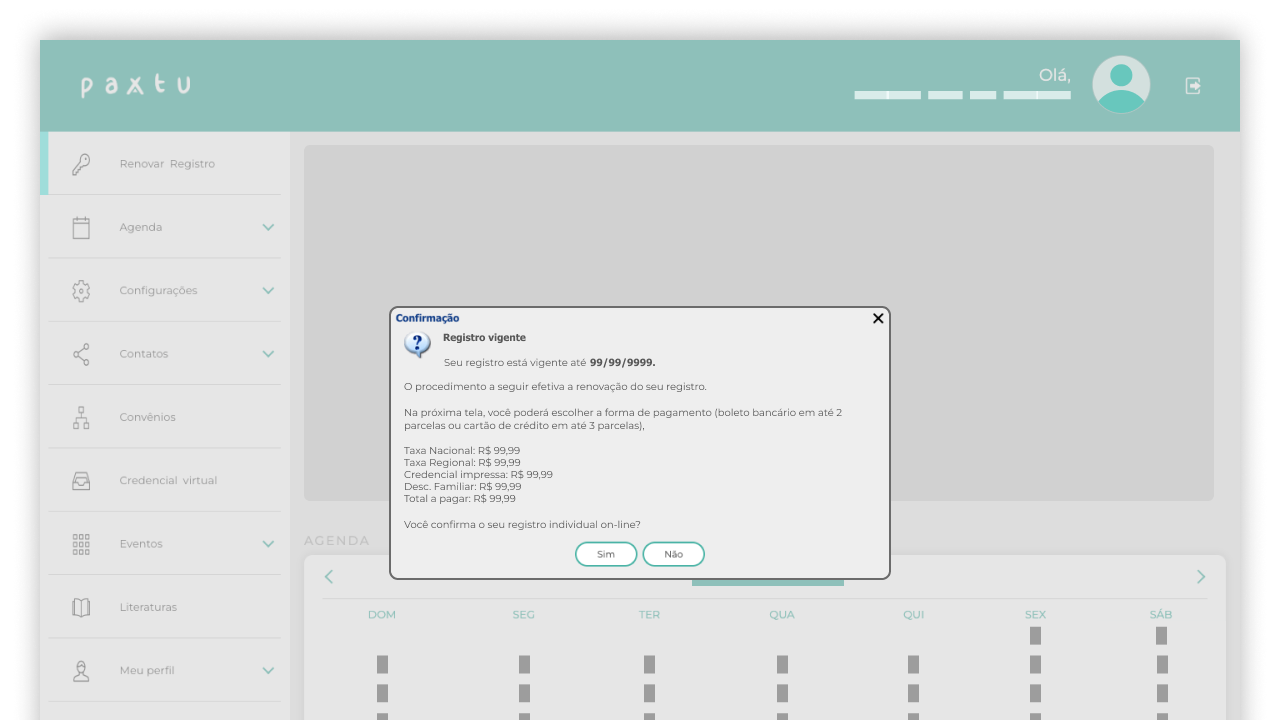 paxtu
Olá,
Renovar Registro
Agenda
Configurações
Contatos
Convênios
Credencial virtual
Eventos
Literaturas
Meu perfil
Confirmação
Registro vigente
Seu registro está vigente até 99/99/9999.
O procedimento a seguir efetiva a renovação do seu registro.
Na próxima tela, você poderá escolher a forma de pagamento (boleto bancário em até 2
parcelas ou cartão de crédito em até 3 parcelas),
Taxa Nacional: R$ 99,99
Taxa Regional: R$ 99,99
Credencial impressa: R$ 99,99
Desc. Familiar: R$ 99,99
Total a pagar: R$ 99,99
Você confirma o seu registro individual on-line?
Sim Não
AGENDA
DOM SEG TER QUA QUI SEX SÁB